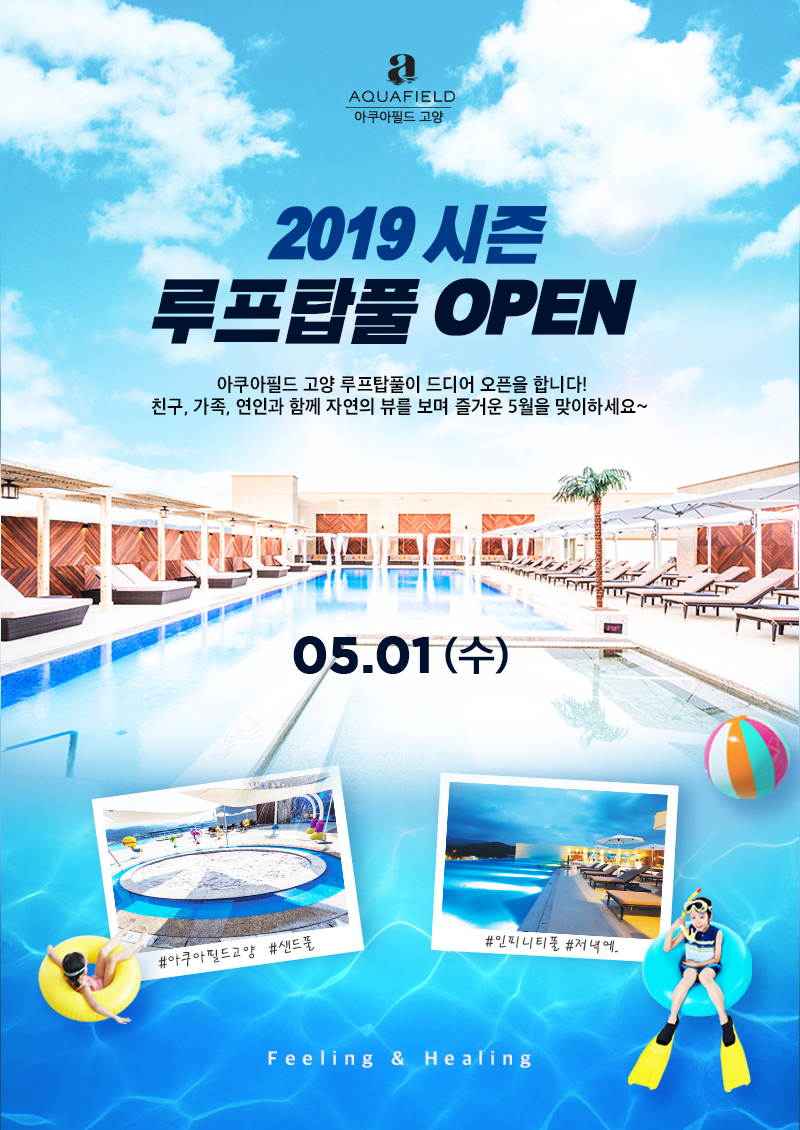 a
AQUAFIELD
아쿠아필드 고양
2019 시즌
루프탑풀 OPEN
아쿠아필드 고양 루프탑풀이 드디어 오픈을 합니다!
친구, 가족, 연인과 함께 자연의 뷰를 보며 즐거운 5월을 맞이하세요~
05.01 (수)
#아쿠아필드고양 #샌드풀
#인피니티풀 #저녁예_
Feeling & Healing